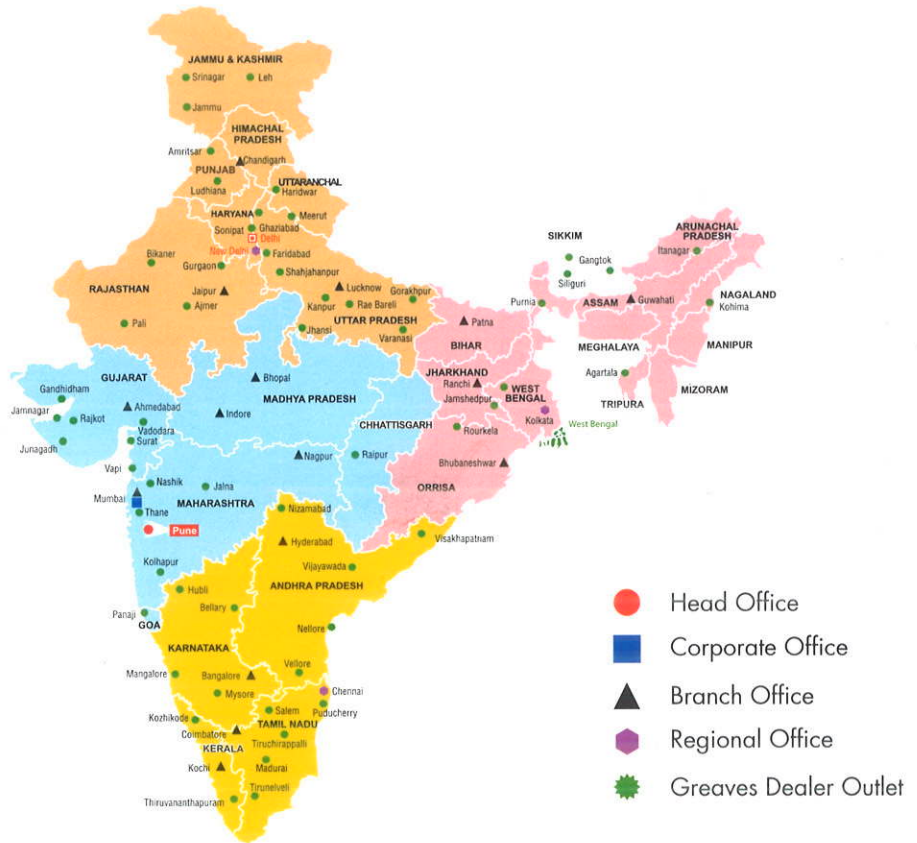 JAMMU & KASHMIR
Srinagar
Leh
Jammu
HIMACHAL
PRADESH
Amritsar
Chandigarh
PUNJAB
Ludhiana
UTTARANCHAL
Haridwar
HARYANA
Meerut
Sonipat
Ghaziabad
Delhi
New Delhi
Faridabad
Bikaner
Gurgaon
Shahjahanpur
RAJASTHAN
Jaipur
Lucknow
Gorakhpur
Ajmer
Kanpur
Rae Bareli
Pali
UTTAR PRADESH
Jhansi
Varanasi
SIKKIM
Gangtok
Siliguri
ARUNACHAL
PRADESH
Itanagar
Purnia
ASSAM
Guwahati
NAGALAND
Kohima
Patna
BIHAR
MEGHALAYA
MANIPUR
Agartala
TRIPURA
MIZORAM
GUJARAT
Gandhidham
Bhopal
MADHYA PRADESH
JHARKHAND
Ranchi
WEST
BENGAL
Jamshedpur
Jamnagar
Rajkot
Ahmedabad
Indore
Vadodara
CHHATTISGARH
Kolkata
West Bengal
Junagadh
Surat
Rourkela
Vapi
Nagpur
Raipur
Bhubaneshwar
Nashik
Jalna
ORRISA
Mumbai
MAHARASHTRA
Thane
Nizamabad
Pune
Hyderabad
Visakhapatnam
Kolhapur
Vijayawada
Hubli
ANDHRA PRADESH
Bellary
Panaji
GOA
Nellore
KARNATAKA
Mangalore
Bangalore
Vellore
Mysore
Chennai
Kozhikode
Salem
Puducherry
Coimbatore
TAMIL NADU
KERALA
Tiruchirappalli
Kochi
Madurai
Tirunelveli
Thiruvananthapuram
Head Office
Corporate Office
Branch Office
Regional Office
Greaves Dealer Outlet